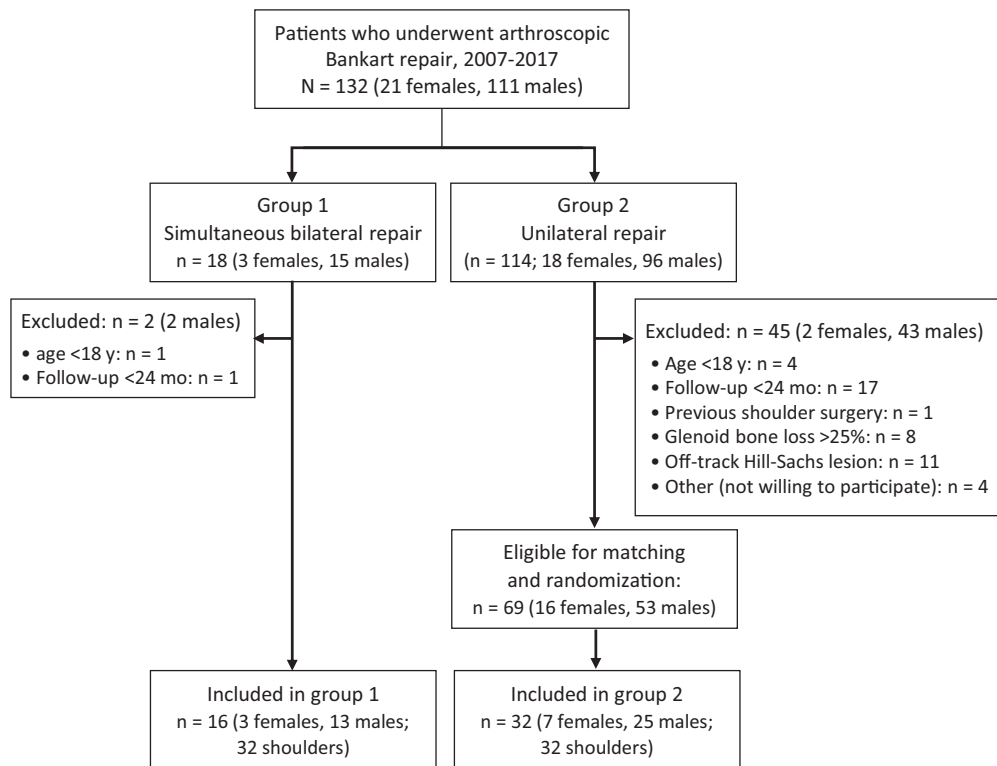 Patients who underwent arthroscopic
Bankart repair, 2007-2017
N = 132 (21 females, 111 males)
Group 1
Simultaneous bilateral repair
n = 18 (3 females, 15 males)
Group 2
Unilateral repair
(n = 114; 18 females, 96 males)
Excluded: n = 2 (2 males)
• age <18 y: n = 1
• Follow-up <24 mo: n = 1
Excluded: n = 45 (2 females, 43 males)
• Age <18 y: n = 4
• Follow-up <24 mo: n = 17
• Previous shoulder surgery: n = 1
• Glenoid bone loss >25%: n = 8
• Off-track Hill-Sachs lesion: n = 11
• Other (not willing to participate): n = 4
Eligible for matching
and randomization:
n = 69 (16 females, 53 males)
Included in group 1
n = 16 (3 females, 13 males;
32 shoulders)
Included in group 2
n = 32 (7 females, 25 males;
32 shoulders)